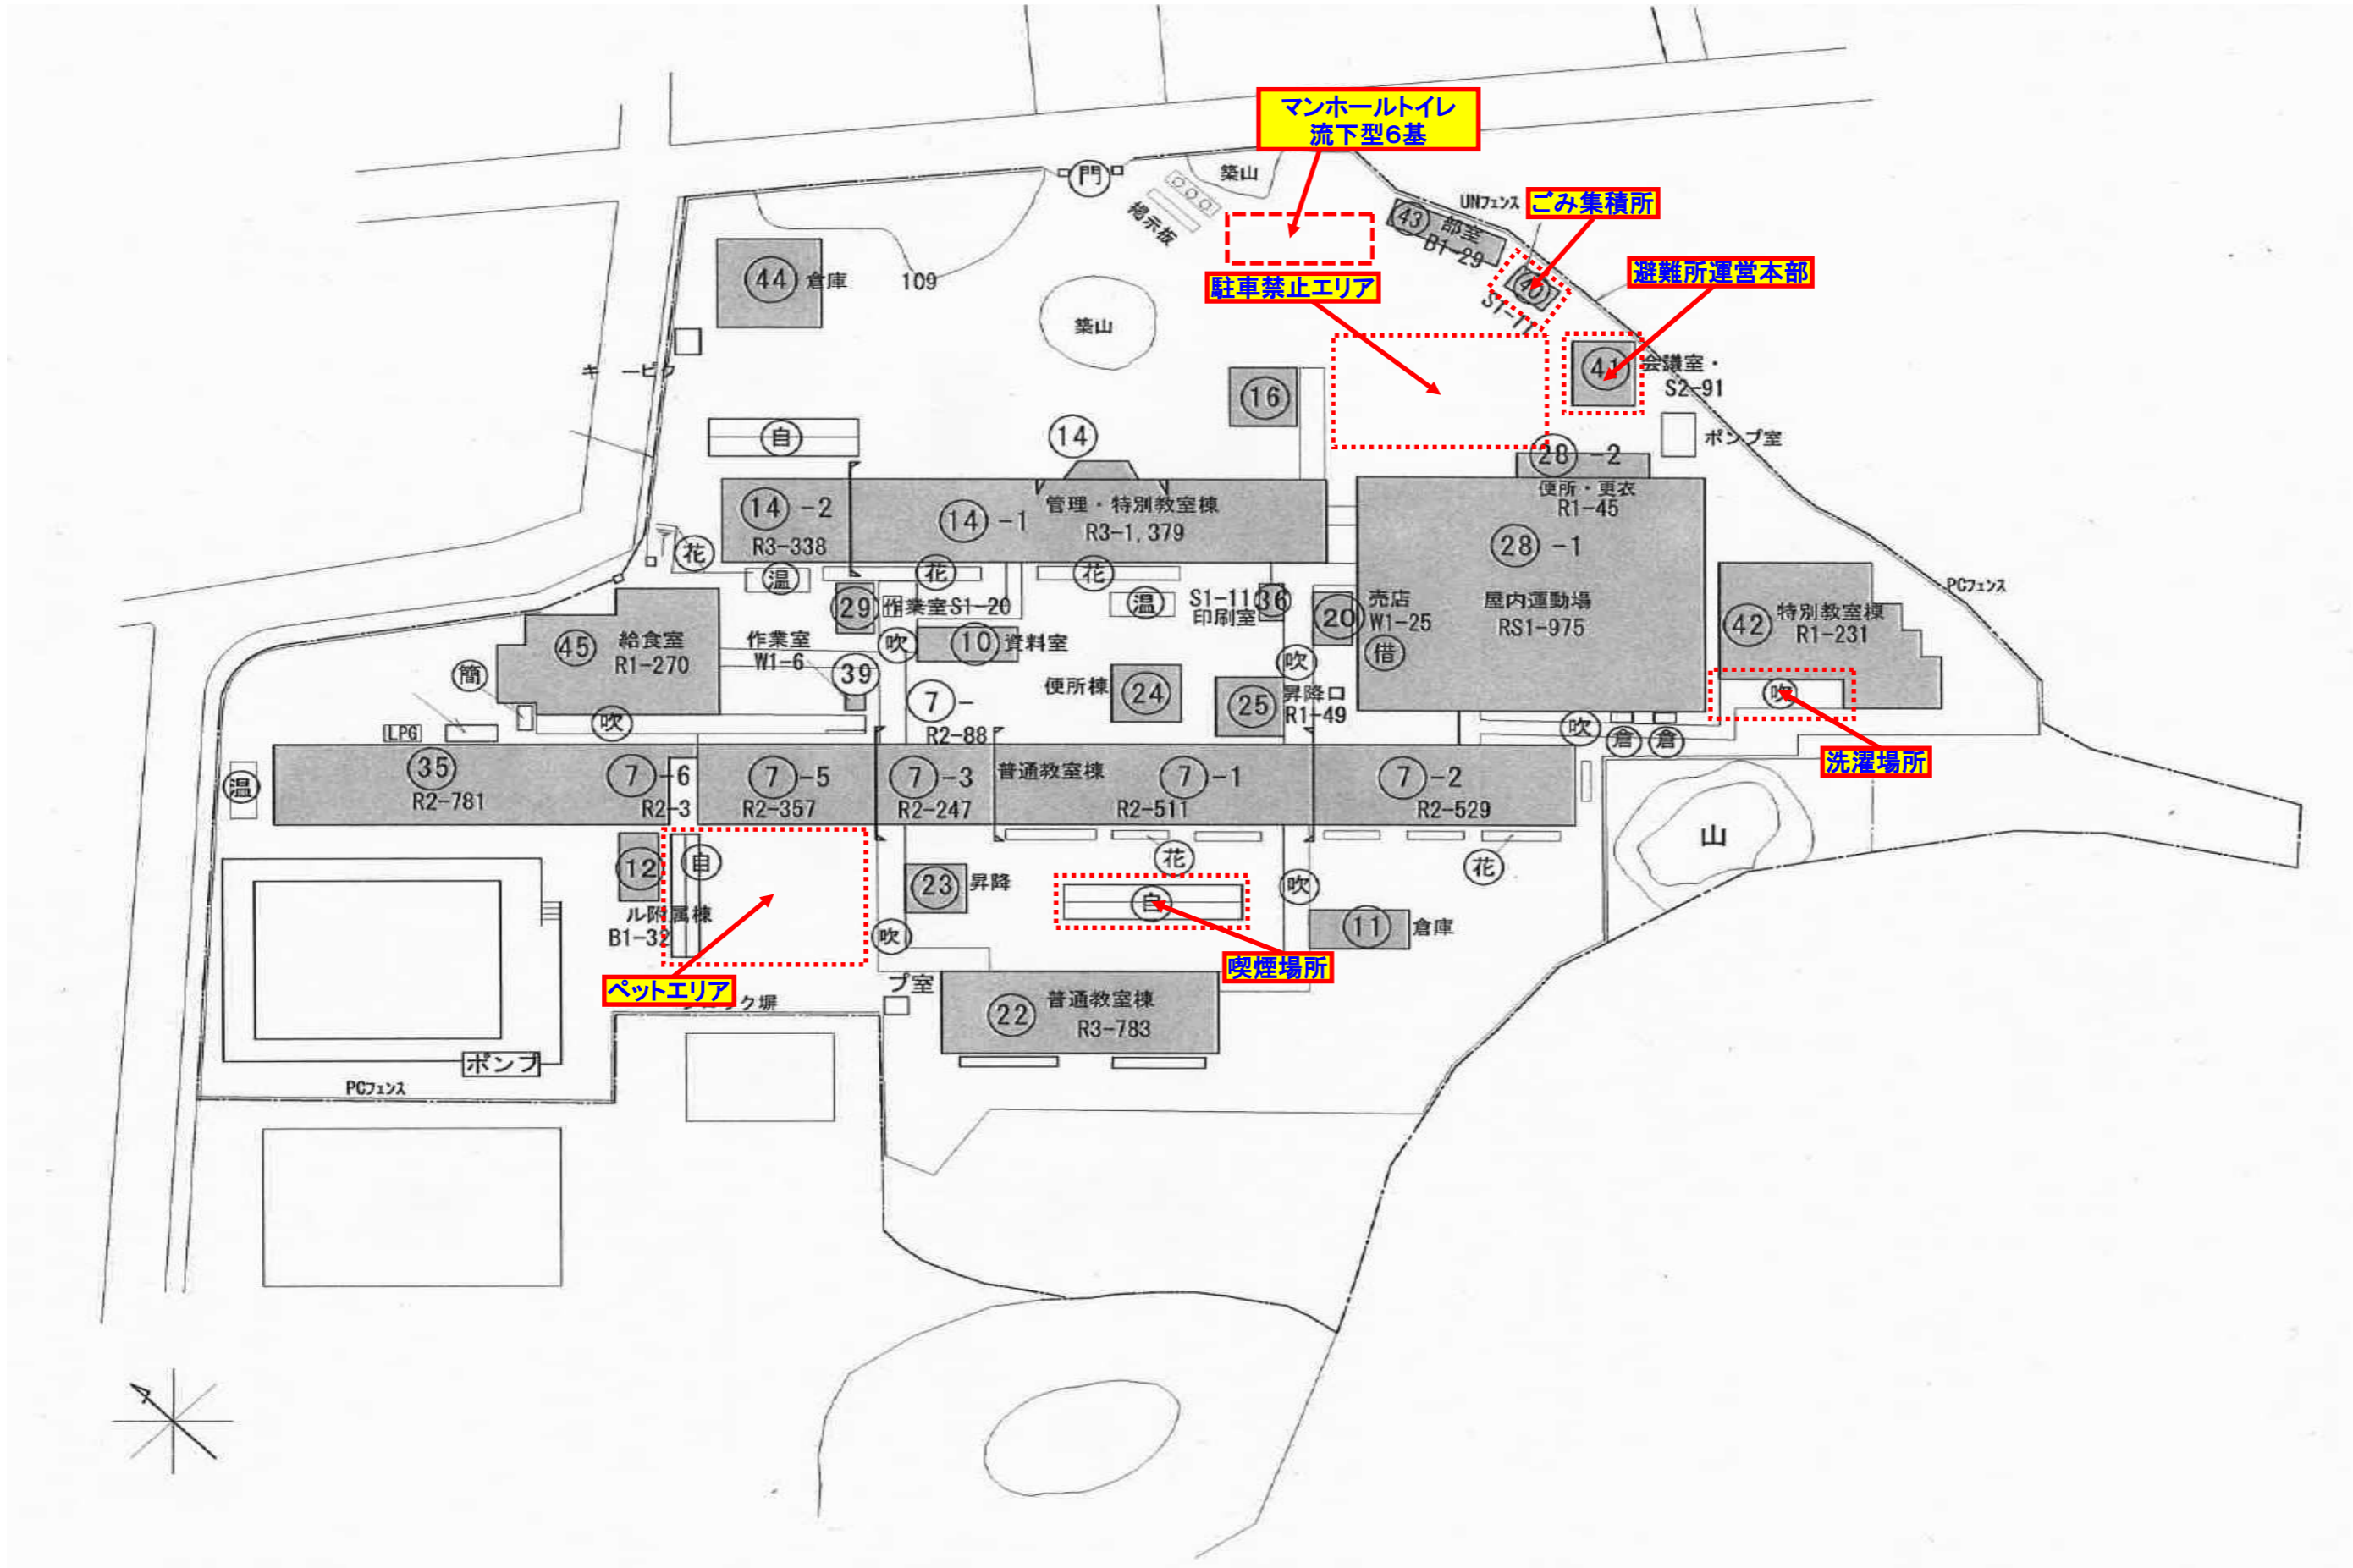 マンホールトイレ
流下型6基
門
築山
掲示板
UNフェンス
ごみ集積所
43 部室
B1-29
44 倉庫
109
駐車禁止エリア
40
S1-11
避難所運営本部
築山
41 会議室・
S2-91
キ ービク
16
自
14
ポンプ室
28 -2
便所・更衣
R1-45
14 -2
R3-338
14 -1
管理・特別教室棟
R3-1,379
28 -1
花
温
花
花
PCフェンス
29
作業室S1-20
温
S1-11
印刷室
36
20
売店
W1-25
借
屋内運動場
RS1-975
42
特別教室棟
R1-231
45
給食室
R1-270
作業室
W1-6
吹
10 資料室
吹
簡
39
便所棟
24
25
昇降口
R1-49
吹
7 -
R2-88
吹
LPG
吹
倉
倉
洗濯場所
温
35
R2-781
7 -6
R2-3
7 -5
R2-357
7 -3
R2-247
普通教室棟
7 -1
R2-511
7 -2
R2-529
山
12
自
花
花
23 昇降
自
吹
ル附属棟
B1-32
吹
11 倉庫
喫煙場所
ペットエリア
ク塀
プ室
22
普通教室棟
R3-783
ポンプ
PCフェンス